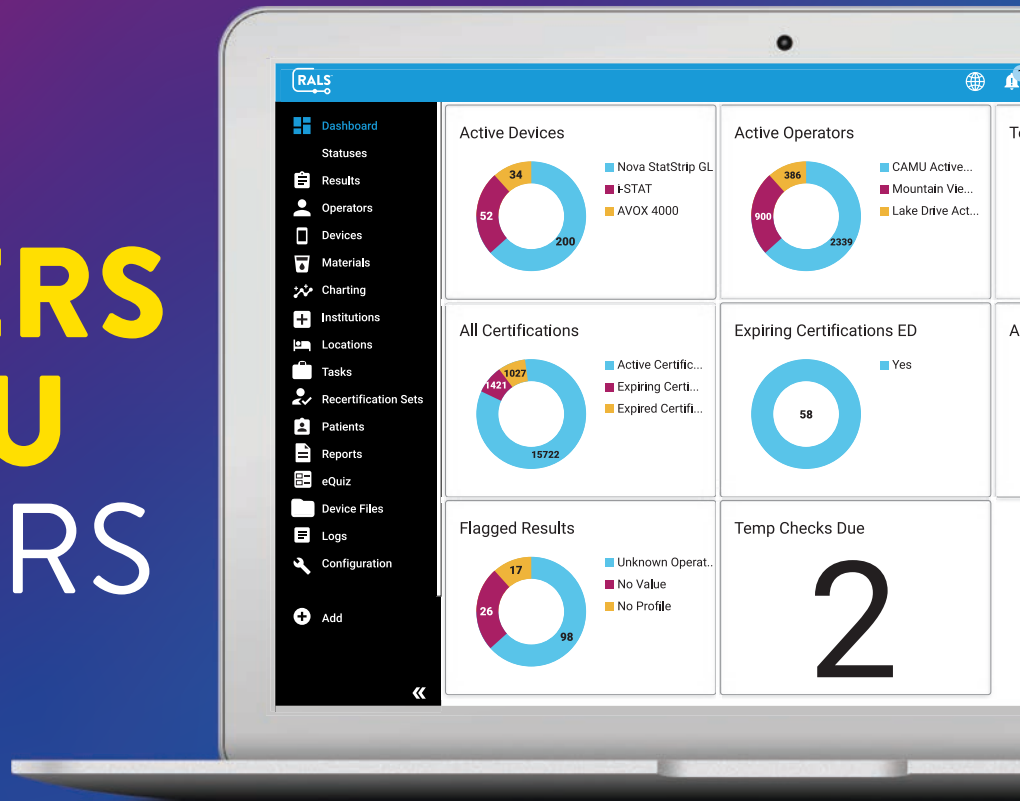 ERS
U
RS
RALS
Dashboard
Statuses
Results
Operators
Devices
Materials
Charting
Institutions
Locations
Tasks
Recertification Sets
Patients
Reports
eQuiz
Device Files
Logs
Configuration
Add
Active Devices
34
52
200
Nova StatStrip GL
i-STAT
AVOX 4000
Active Operators
386
900
2339
CAMU Active...
Mountain Vie...
Lake Drive Act...
All Certifications
1027
1421
15722
Active Certific...
Expiring Certi...
Expired Certifi...
Expiring Certifications ED
58
Yes
Flagged Results
17
26
98
Unknown Operat..
No Value
No Profile
Temp Checks Due
2